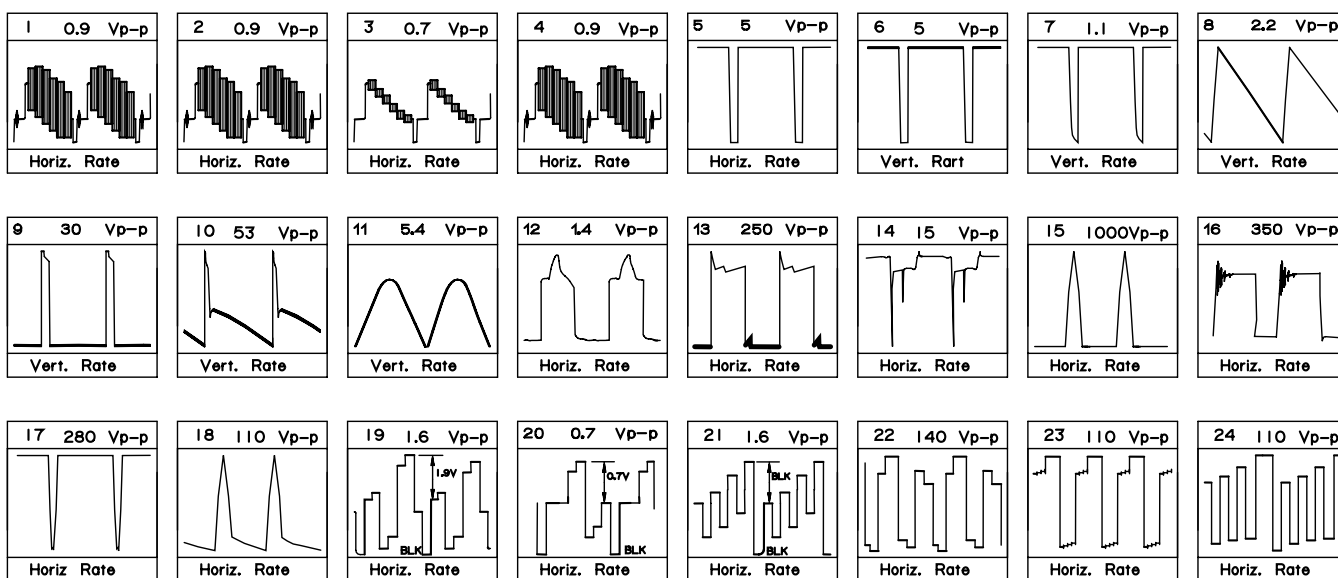 1 0.9 Vp-p
Horiz. Rate
2 0.9 Vp-p
Horiz. Rate
3 0.7 Vp-p
Horiz. Rate
4 0.9 Vp-p
Horiz. Rate
5 5 Vp-p
Horiz. Rate
6 5 Vp-p
Vert. Rart
7 1.1 Vp-p
Vert. Rate
8 2.2 Vp-p
Vert. Rate
9 30 Vp-p
Vert. Rate
10 53 Vp-p
Vert. Rate
11 5.4 Vp-p
Vert. Rate
12 1.4 Vp-p
Horiz. Rate
13 250 Vp-p
Horiz. Rate
14 15 Vp-p
Horiz. Rate
15 1000Vp-p
Horiz. Rate
16 350 Vp-p
Horiz. Rate
17 280 Vp-p
Horiz Rate
18 110 Vp-p
Horiz. Rate
19 1.6 Vp-p
1.9V
BLK
Horiz. Rate
20 0.7 Vp-p
0.7V
BLK
Horiz. Rate
21 1.6 Vp-p
BLK
BLK
Horiz. Rate
22 140 Vp-p
Horiz. Rate
23 110 Vp-p
Horiz. Rate
24 110 Vp-p
Horiz. Rate